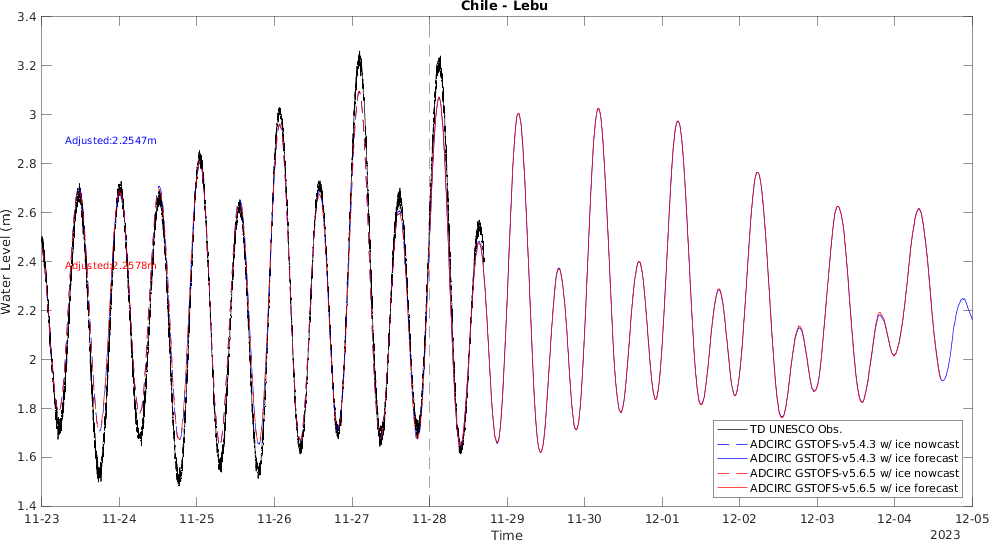 Chile - Lebu
3.4
3.2
3
2.8
2.6
2.4
2.2
2
1.8
1.6
1.4
Water Level (m)
Adjusted:2.2547m
Adjusted:2.2578m
TD UNESCO Obs.
ADCIRC GSTOFS-v5.4.3 w/ ice nowcast
ADCIRC GSTOFS-v5.4.3 w/ ice forecast
ADCIRC GSTOFS-v5.6.5 w/ ice nowcast
ADCIRC GSTOFS-v5.6.5 w/ ice forecast
11-23 11-24 11-25 11-26 11-27 11-28 11-29 11-30 12-01 12-02 12-03 12-04 12-05
Time
2023